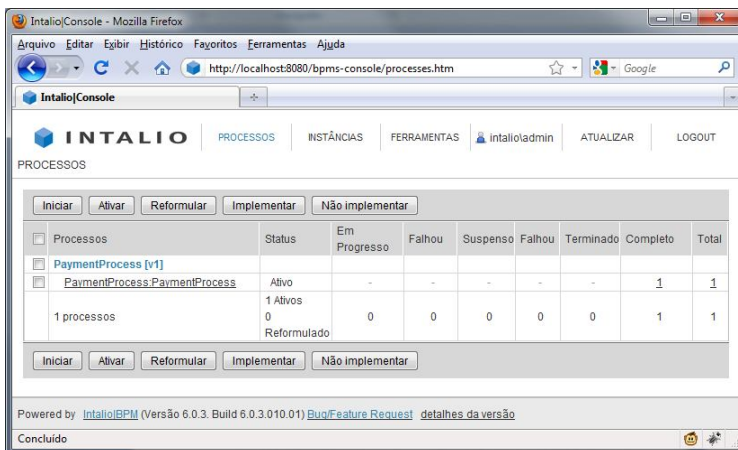 Intalio|Console - Mozilla Firefox
Arquivo Editar Exibir Histórico Favoritos Ferramentas Ajuda
http://localhost:8080/bpms-console/processes.htm Google
Intalio|Console
INTALIO PROCESSOS INSTÂNCIAS FERRAMENTAS intalio\admin ATUALIZAR LOGOUT
PROCESSOS
Iniciar Ativar Reformular Implementar Não implementar
Processos Status Em Progresso Falhou Suspenso Falhou Terminado Completo Total
PaymentProcess [v1]
PaymentProcess:PaymentProcess Ativo - - - - - 1 1
1 processos 1 Ativos 0 Reformulado 0 0 0 0 0 1 1
Iniciar Ativar Reformular Implementar Não implementar
Powered by Intalio|BPM (Versão 6.0.3. Build 6.0.3.010.01) Bug/Feature Request detalhes da versão
Concluído